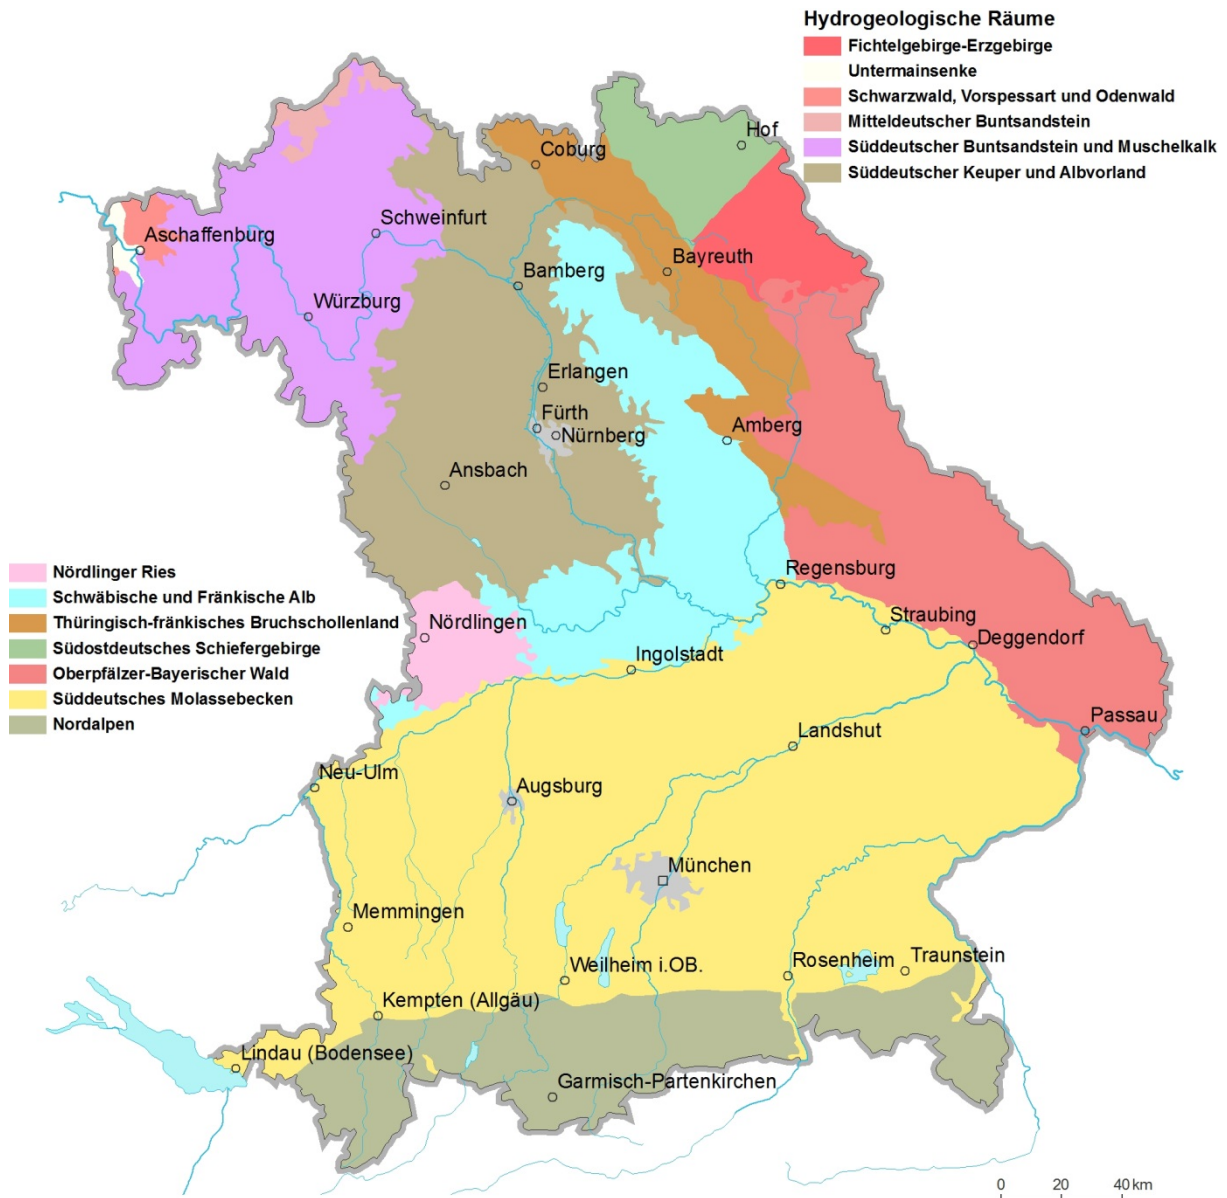 Hydrogeologische Räume
Fichtelgebirge-Erzgebirge
Untermainsenke
Schwarzwald, Vorspessart und Odenwald
Mitteldeutscher Buntsandstein
Süddeutscher Buntsandstein und Muschelkalk
Süddeutscher Keuper und Albvorland
Hof
Coburg
Schweinfurt
Aschaffenburg
Bayreuth
Bamberg
Würzburg
Erlangen
Fürth
Nürnberg
Amberg
Ansbach
Nördlinger Ries
Schwäbische und Fränkische Alb
Thüringisch-fränkisches Bruchschollenland
Südostdeutsches Schiefergebirge
Oberpfälzer-Bayerischer Wald
Süddeutsches Molassebecken
Nordalpen
Regensburg
Straubing
Nördlingen
Deggendorf
Ingolstadt
Passau
Landshut
Neu-Ulm
Augsburg
München
Memmingen
Weilheim i.OB.
Rosenheim
Traunstein
Kempten (Allgäu)
Lindau (Bodensee)
Garmisch-Partenkirchen
0 20 40 km